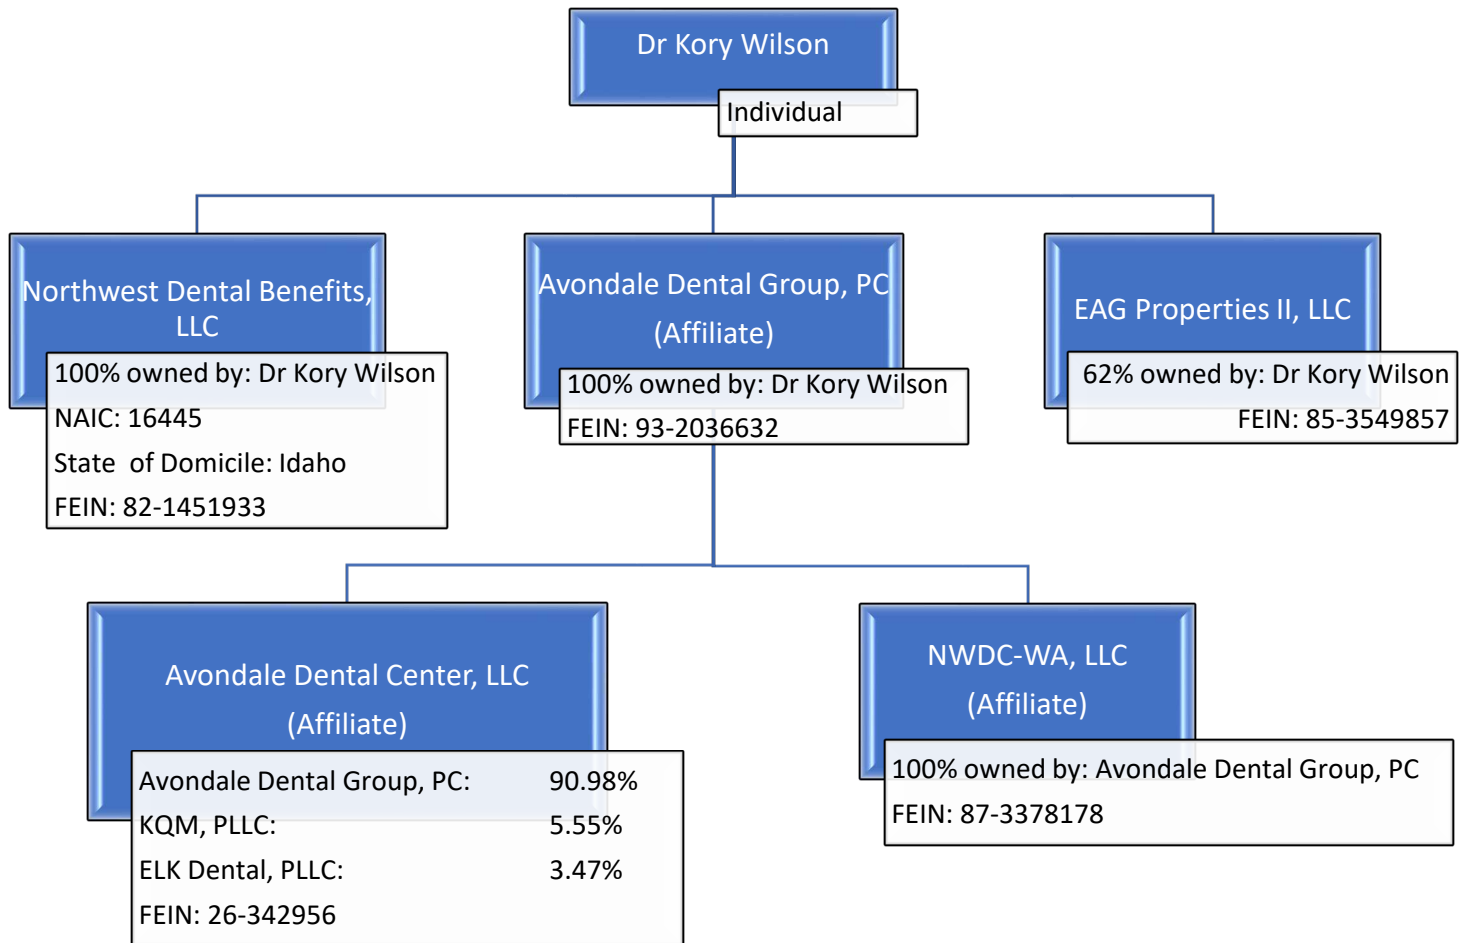 Dr Kory Wilson
Individual
Northwest Dental Benefits,
LLC
100% owned by: Dr Kory Wilson
NAIC: 16445
State of Domicile: Idaho
FEIN: 82-1451933
Avondale Dental Group, PC
(Affiliate)
100% owned by: Dr Kory Wilson
FEIN: 93-2036632
EAG Properties II, LLC
62% owned by: Dr Kory Wilson
FEIN: 85-3549857
Avondale Dental Center, LLC
(Affiliate)
Avondale Dental Group, PC: 90.98%
KQM, PLLC: 5.55%
ELK Dental, PLLC: 3.47%
FEIN: 26-342956
NWDC-WA, LLC
(Affiliate)
100% owned by: Avondale Dental Group, PC
FEIN: 87-3378178